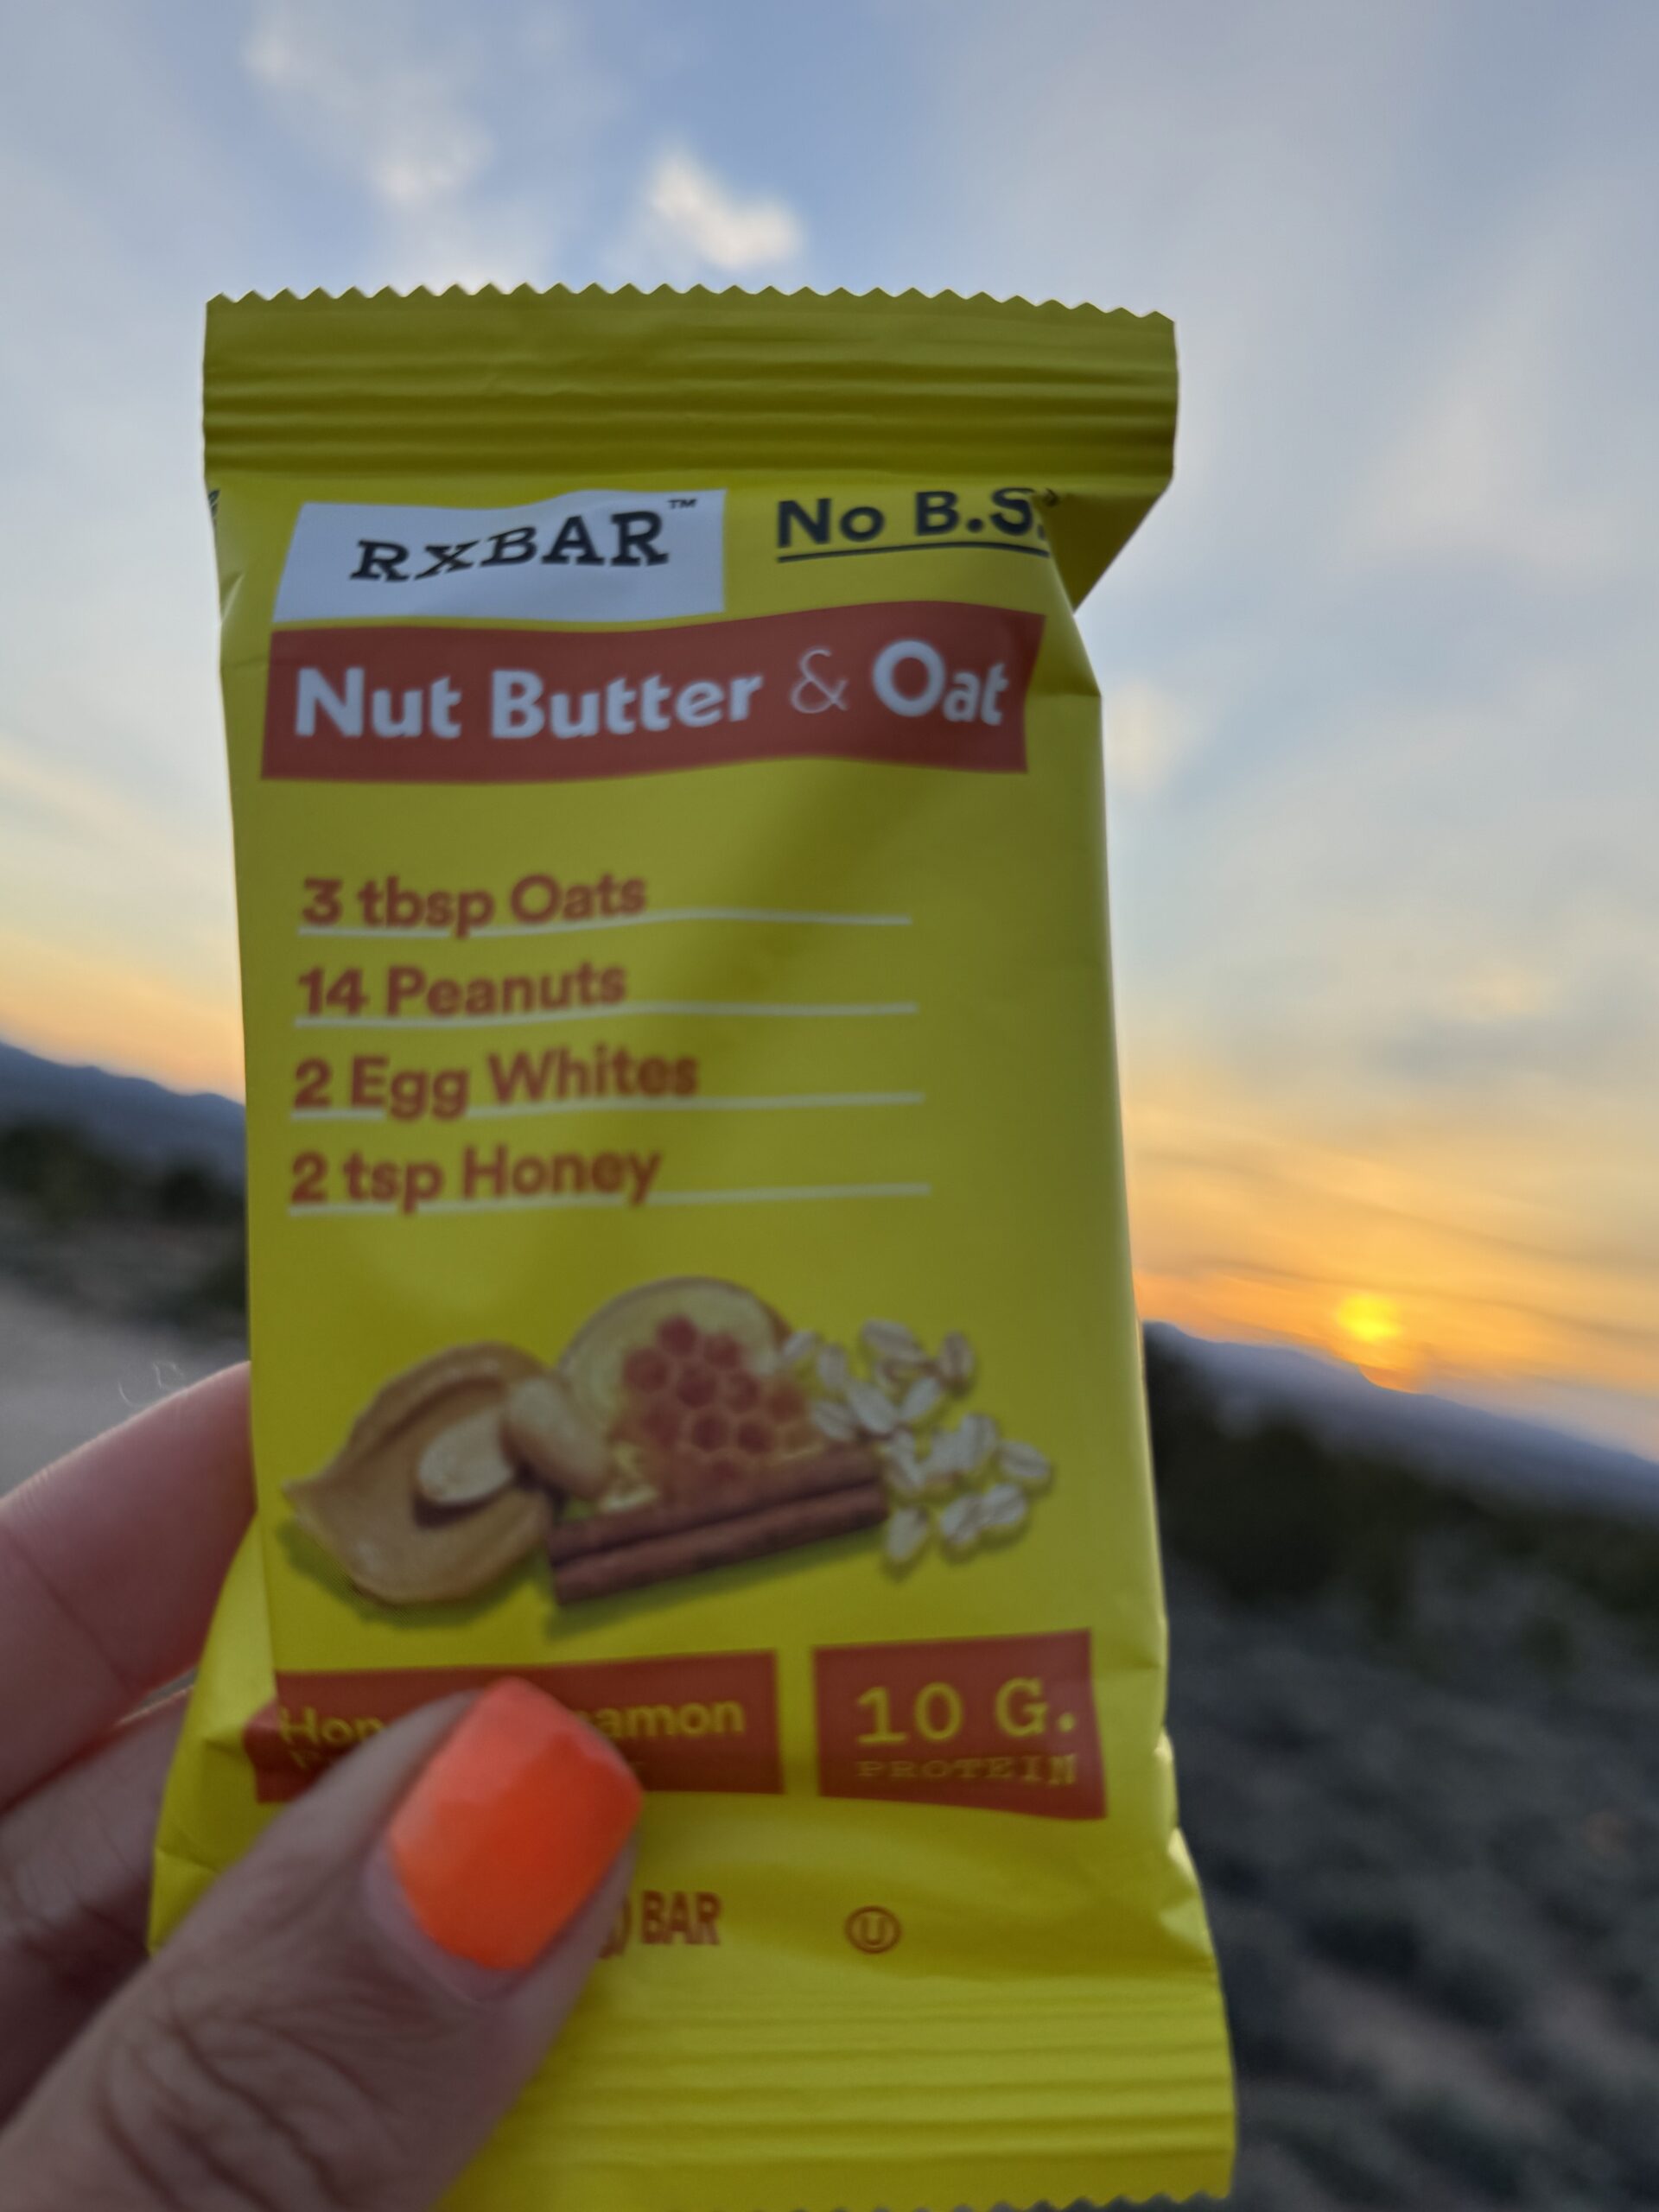 RXBAR™ No B.S.
Nut Butter & Oat
3 tbsp Oats
14 Peanuts
2 Egg Whites
2 tsp Honey
10 G.
PROTEIN
BAR
U